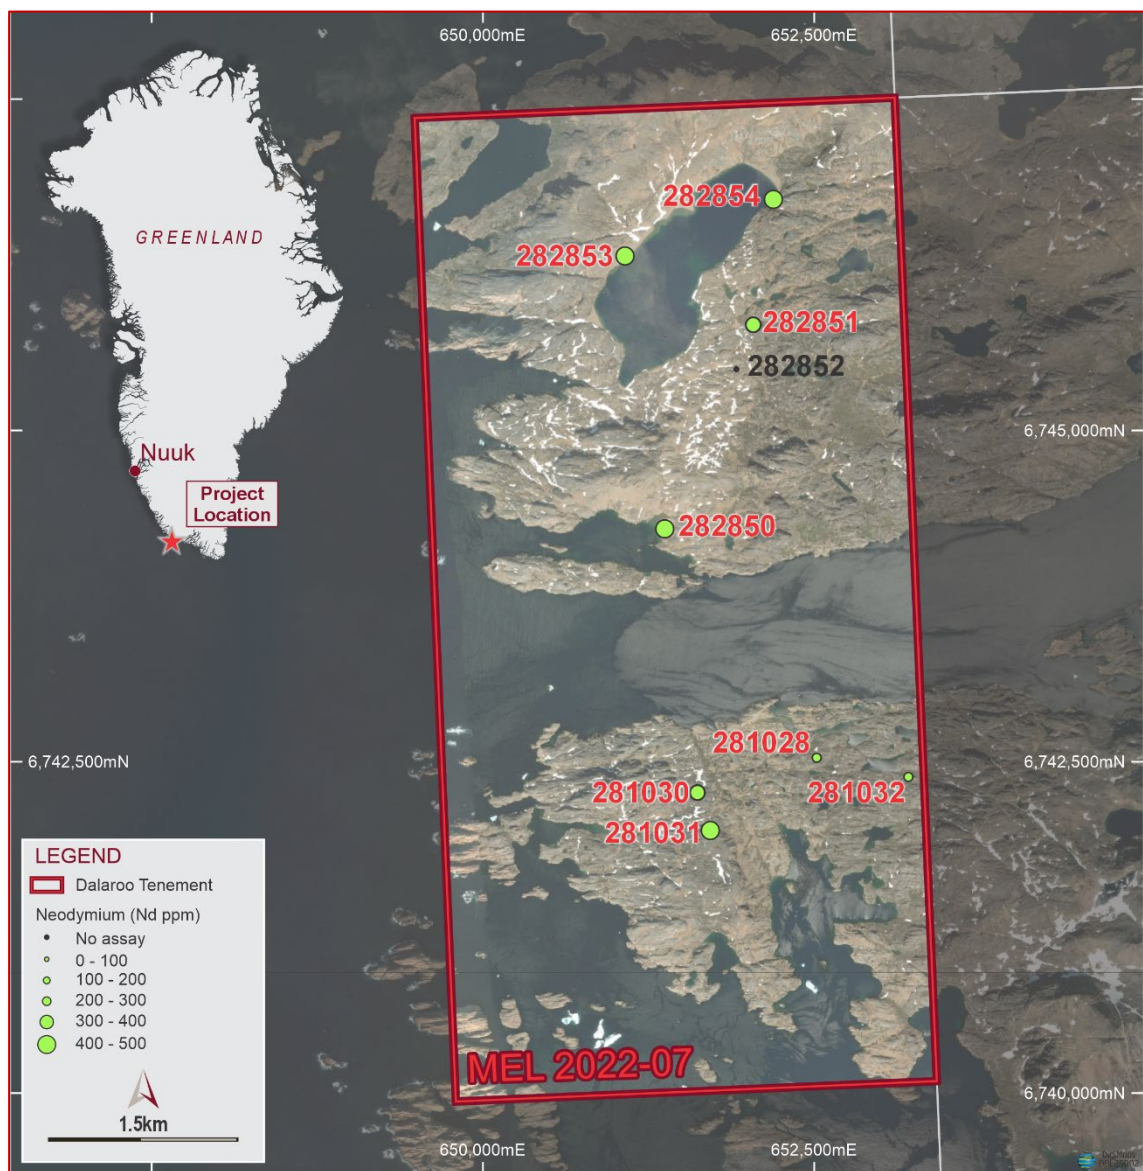 650,000mE
652,500mE
GREENLAND
282854
282853
282851
282852
6,745,000mN
Nuuk
Project
Location
282850
281028
6,742,500mN
6,742,500mN
281030
281032
281031
LEGEND
Dalaroo Tenement
Neodymium (Nd ppm)
No assay
0 - 100
100 - 200
200 - 300
300 - 400
400 - 500
1.5km
MEL 2022-07
6,740,000mN
650,000mE
652,500mE